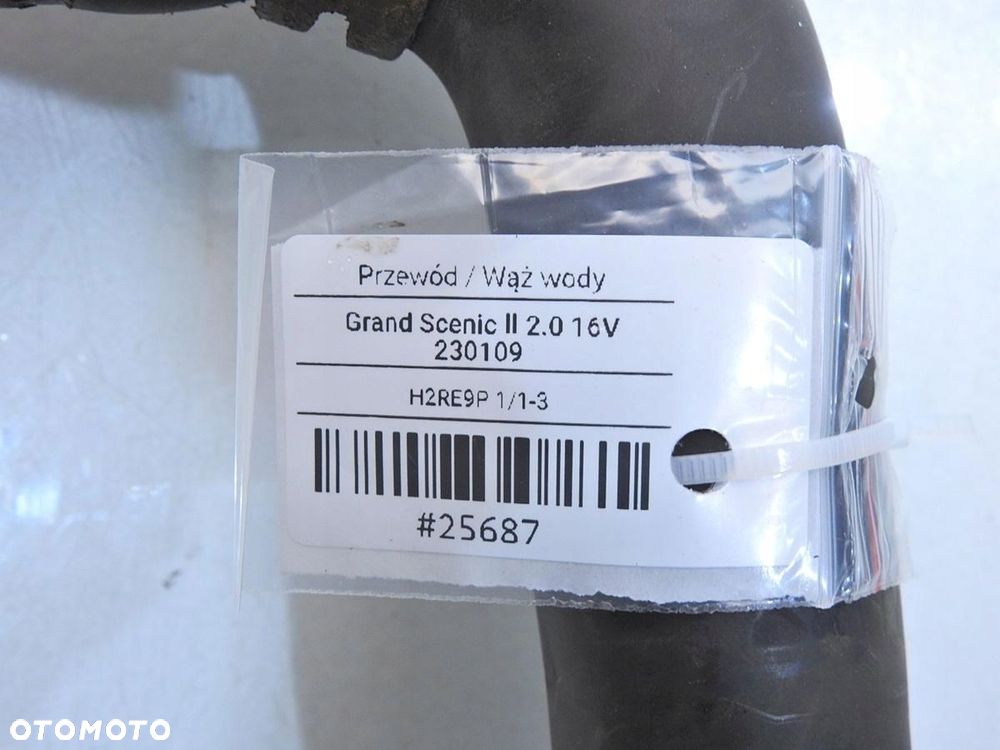 Przewód / Wąż wody
Grand Scenic II 2.0 16V
230109
H2RE9P 1/1-3
#25687
OTOMOTO